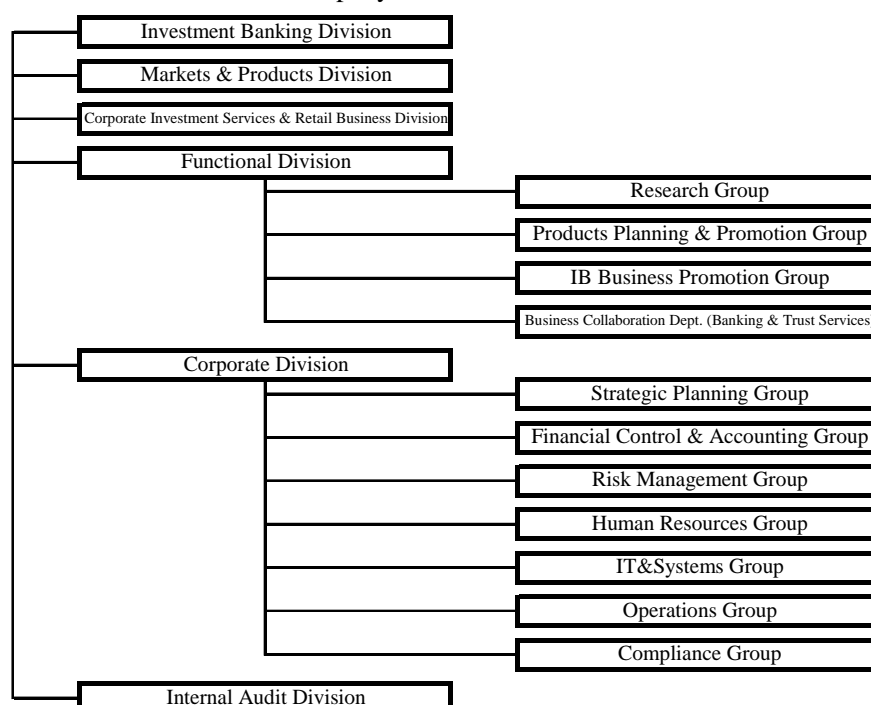 Investment Banking Division
Markets & Products Division
Corporate Investment Services & Retail Business Division
Functional Division
Research Group
Products Planning & Promotion Group
IB Business Promotion Group
Business Collaboration Dept. (Banking & Trust Services)
Corporate Division
Strategic Planning Group
Financial Control & Accounting Group
Risk Management Group
Human Resources Group
IT&Systems Group
Operations Group
Compliance Group
Internal Audit Division